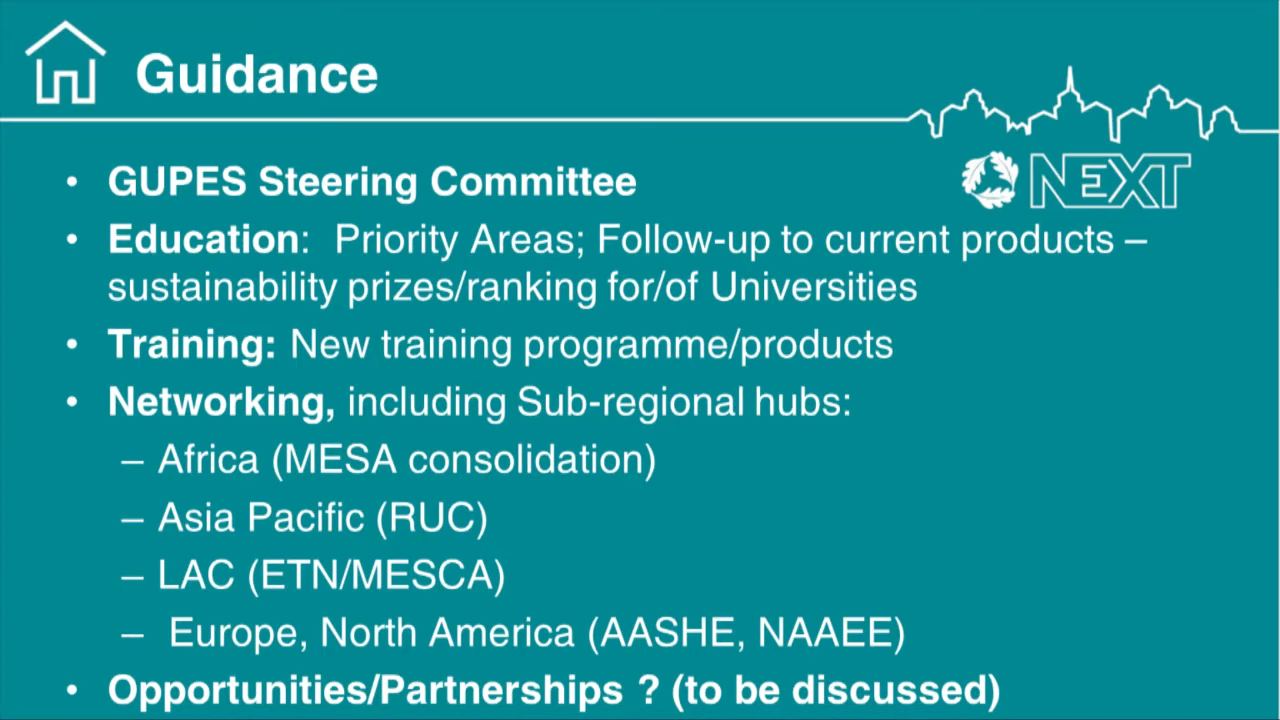 Guidance
NEXT
• GUPES Steering Committee
• Education: Priority Areas; Follow-up to current products –
sustainability prizes/ranking for/of Universities
• Training: New training programme/products
• Networking, including Sub-regional hubs:
– Africa (MESA consolidation)
– Asia Pacific (RUC)
– LAC (ETN/MESCA)
– Europe, North America (AASHE, NAAEE)
• Opportunities/Partnerships ? (to be discussed)